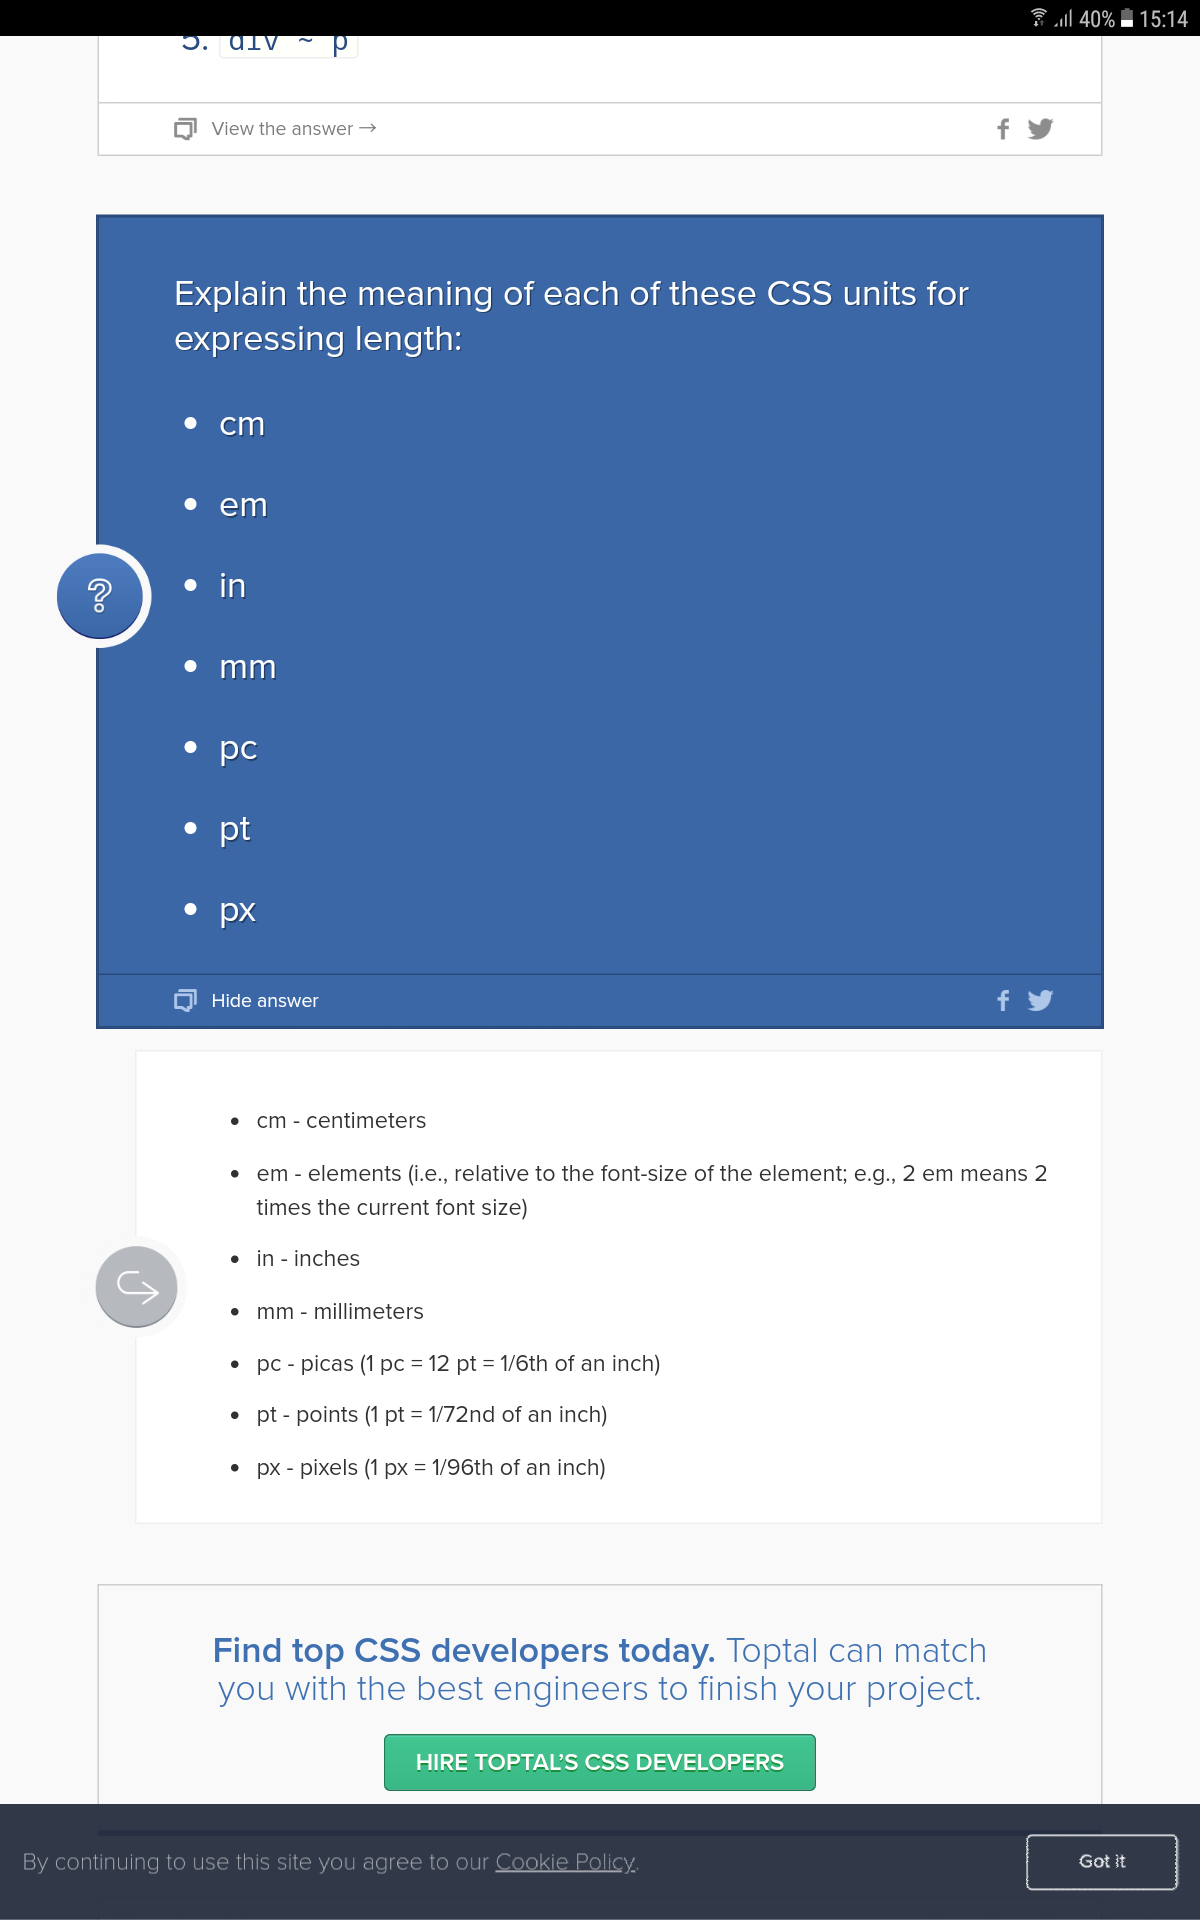 40% 15:14
5. div ~ p
View the answer →
Explain the meaning of each of these CSS units for
expressing length:
• cm
• em
• in
• mm
• pc
• pt
• px
?
Hide answer
• cm - centimeters
• em - elements (i.e., relative to the font-size of the element; e.g., 2 em means 2
times the current font size)
• in - inches
• mm - millimeters
• pc - picas (1 pc = 12 pt = 1/6th of an inch)
• pt - points (1 pt = 1/72nd of an inch)
• px - pixels (1 px = 1/96th of an inch)
Find top CSS developers today. Toptal can match
you with the best engineers to finish your project.
HIRE TOPTAL’S CSS DEVELOPERS
By continuing to use this site you agree to our Cookie Policy.
Got it